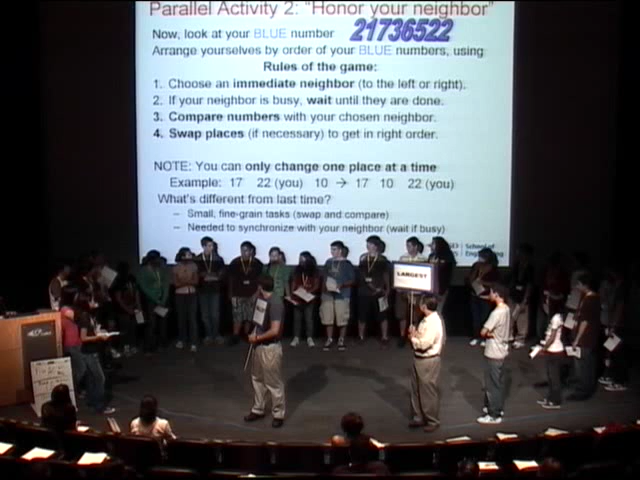 Parallel Activity 2: "Honor your neighbor"
Now, look at your BLUE number 21736522
Arrange yourselves by order of your BLUE numbers, using:
Rules of the game:
1. Choose an immediate neighbor (to the left or right).
2. If your neighbor is busy, wait until they are done.
3. Compare numbers with your chosen neighbor.
4. Swap places (if necessary) to get in right order.
NOTE: You can only change one place at a time
Example: 17 22 (you) 10 → 17 10 22 (you)
What's different from last time?
– Small, fine-grain tasks (swap and compare)
– Needed to synchronize with your neighbor (wait if busy)
School of
LARGEST